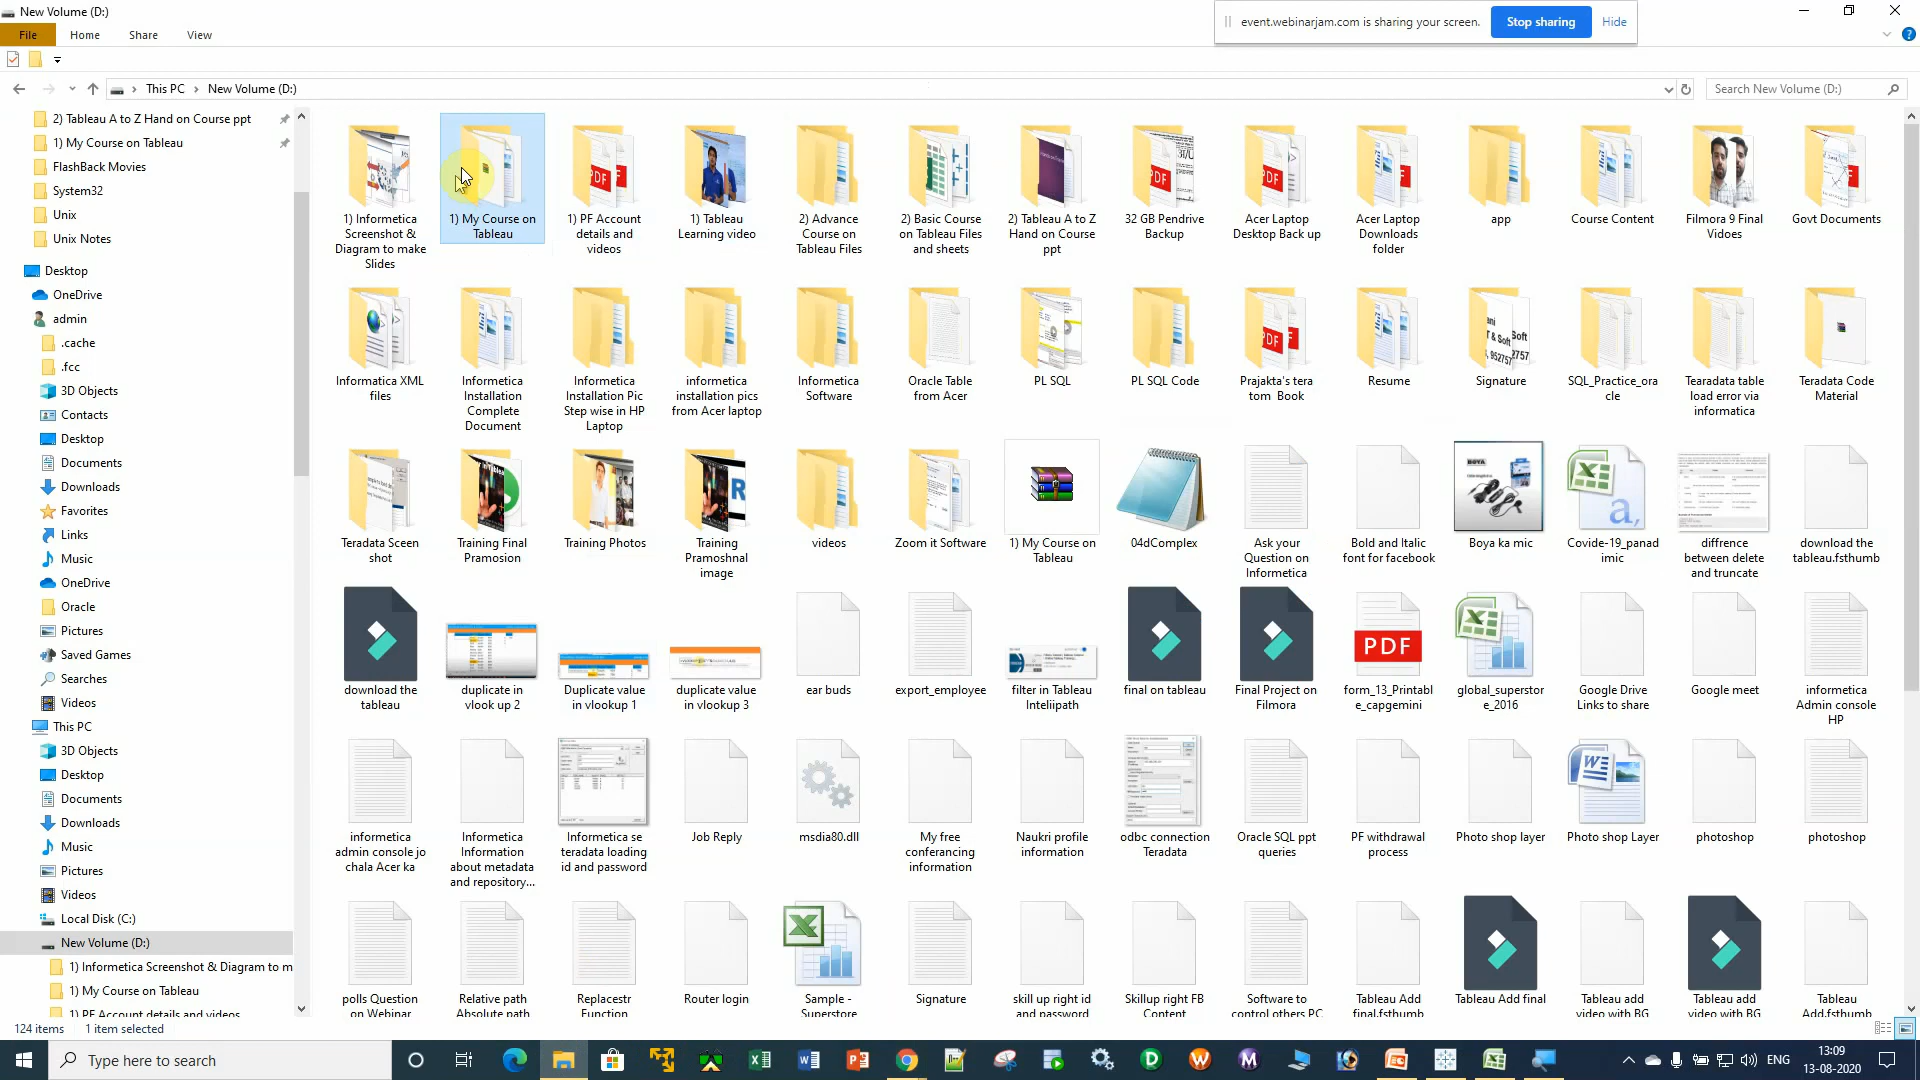 New Volume (D:)
event.webinarjam.com is sharing your screen.
Stop sharing
Hide
File
Home
Share
View
This PC
New Volume (D:)
Search New Volume (D:)
2) Tableau A to Z Hand on Course ppt
1) My Course on Tableau
FlashBack Movies
System32
Unix
Unix Notes
Desktop
OneDrive
admin
.cache
.fcc
3D Objects
Contacts
Desktop
Documents
Downloads
Favorites
Links
Music
OneDrive
Oracle
Pictures
Saved Games
Searches
Videos
This PC
3D Objects
Desktop
Documents
Downloads
Music
Pictures
Videos
Local Disk (C:)
New Volume (D:)
1) Informetica Screenshot & Diagram to m
1) My Course on Tableau
1) PF Account details and videos
1) Informetica
Screenshot &
Diagram to make
Slides
1) My Course on
Tableau
1) PF Account
details and
videos
1) Tableau
Learning video
2) Advance
Course on
Tableau Files
2) Basic Course
on Tableau Files
and sheets
2) Tableau A to Z
Hand on Course
ppt
32 GB Pendrive
Backup
Acer Laptop
Desktop Back up
Acer Laptop
Downloads
folder
app
Course Content
Filmora 9 Final
Vidoes
Govt Documents
Informatica XML
files
Informetica
Installation
Complete
Document
Informetica
Installation Pic
Step wise in HP
Laptop
informetica
installation pics
from Acer laptop
Informetica
Software
Oracle Table
from Acer
PL SQL
PL SQL Code
Prajakta's tera
tom Book
Resume
Signature
SQL_Practice_ora
cle
Tearadata table
load error via
informatica
Teradata Code
Material
Teradata Sceen
shot
Training Final
Pramosion
Training Photos
Training
Pramoshnal
image
videos
Zoom it Software
1) My Course on
Tableau
04dComplex
Ask your
Question on
Informetica
Bold and Italic
font for facebook
Boya ka mic
Covide-19_panad
imic
diffrence
between delete
and truncate
download the
tableau.fsthumb
download the
tableau
duplicate in
vlook up 2
Duplicate value
in vlookup 1
duplicate value
in vlookup 3
ear buds
export_employee
filter in Tableau
Inteliipath
final on tableau
Final Project on
Filmora
PDF
form_13_Printabl
e_capgemini
global_superstor
e_2016
Google Drive
Links to share
Google meet
informetica
Admin console
HP
informetica
admin console jo
chala Acer ka
Informetica
Information
about metadata
and repository...
Informetica se
teradata loading
id and password
Job Reply
msdia80.dll
My free
conferancing
information
Naukri profile
information
odbc connection
Teradata
Oracle SQL ppt
queries
PF withdrawal
process
Photo shop layer
Photo shop Layer
photoshop
photoshop
polls Question
on Webinar
Relative path
Absolute path
Replacestr
Function
Router login
Sample -
Superstore
Signature
skill up right id
and password
Skillup right FB
Content
Software to
control others PC
Tableau Add
final.fsthumb
Tableau Add final
Tableau add
video with BG
Tableau add
video with BG
Tableau
Add.fsthumb
124 items
1 item selected
Type here to search
ENG
13:09
13-08-2020